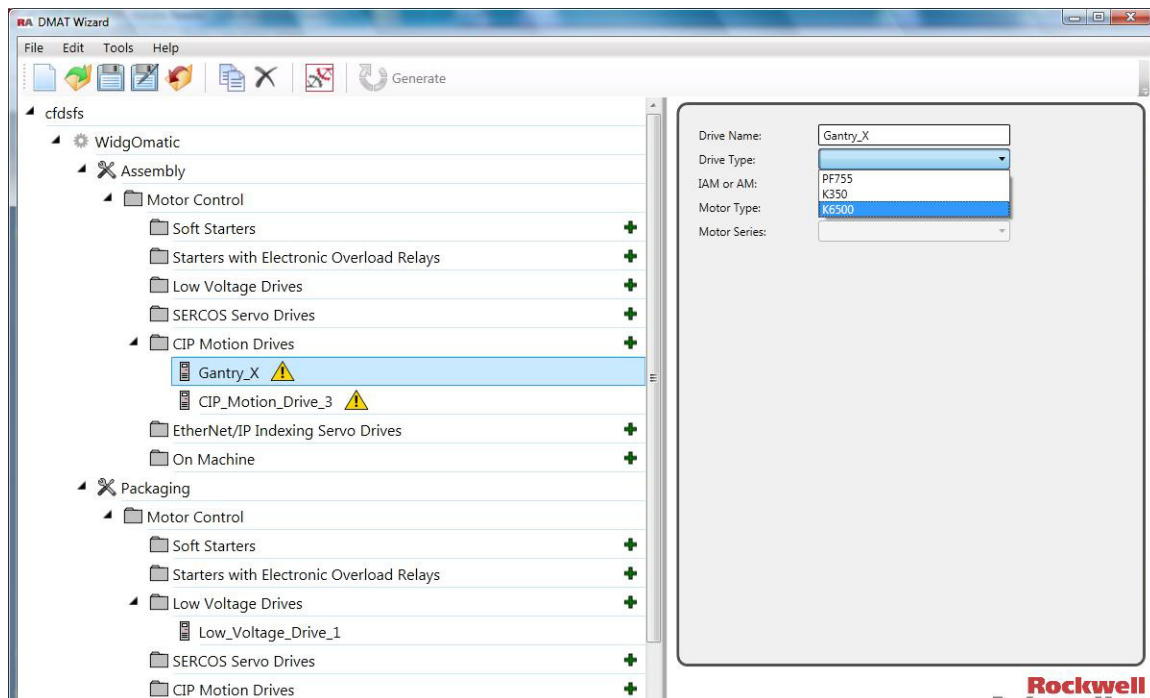 RA DMAT Wizard
File Edit Tools Help
Generate
cfdsfs
WidgOmatic
Assembly
Motor Control
Soft Starters
Starters with Electronic Overload Relays
Low Voltage Drives
SERCOS Servo Drives
CIP Motion Drives
Gantry_X
CIP_Motion_Drive_3
EtherNet/IP Indexing Servo Drives
On Machine
Packaging
Motor Control
Soft Starters
Starters with Electronic Overload Relays
Low Voltage Drives
Low_Voltage_Drive_1
SERCOS Servo Drives
CIP Motion Drives
Drive Name: Gantry_X
Drive Type:
PF755
IAM or AM:
K350
Motor Type:
K6500
Motor Series:
Rockwell